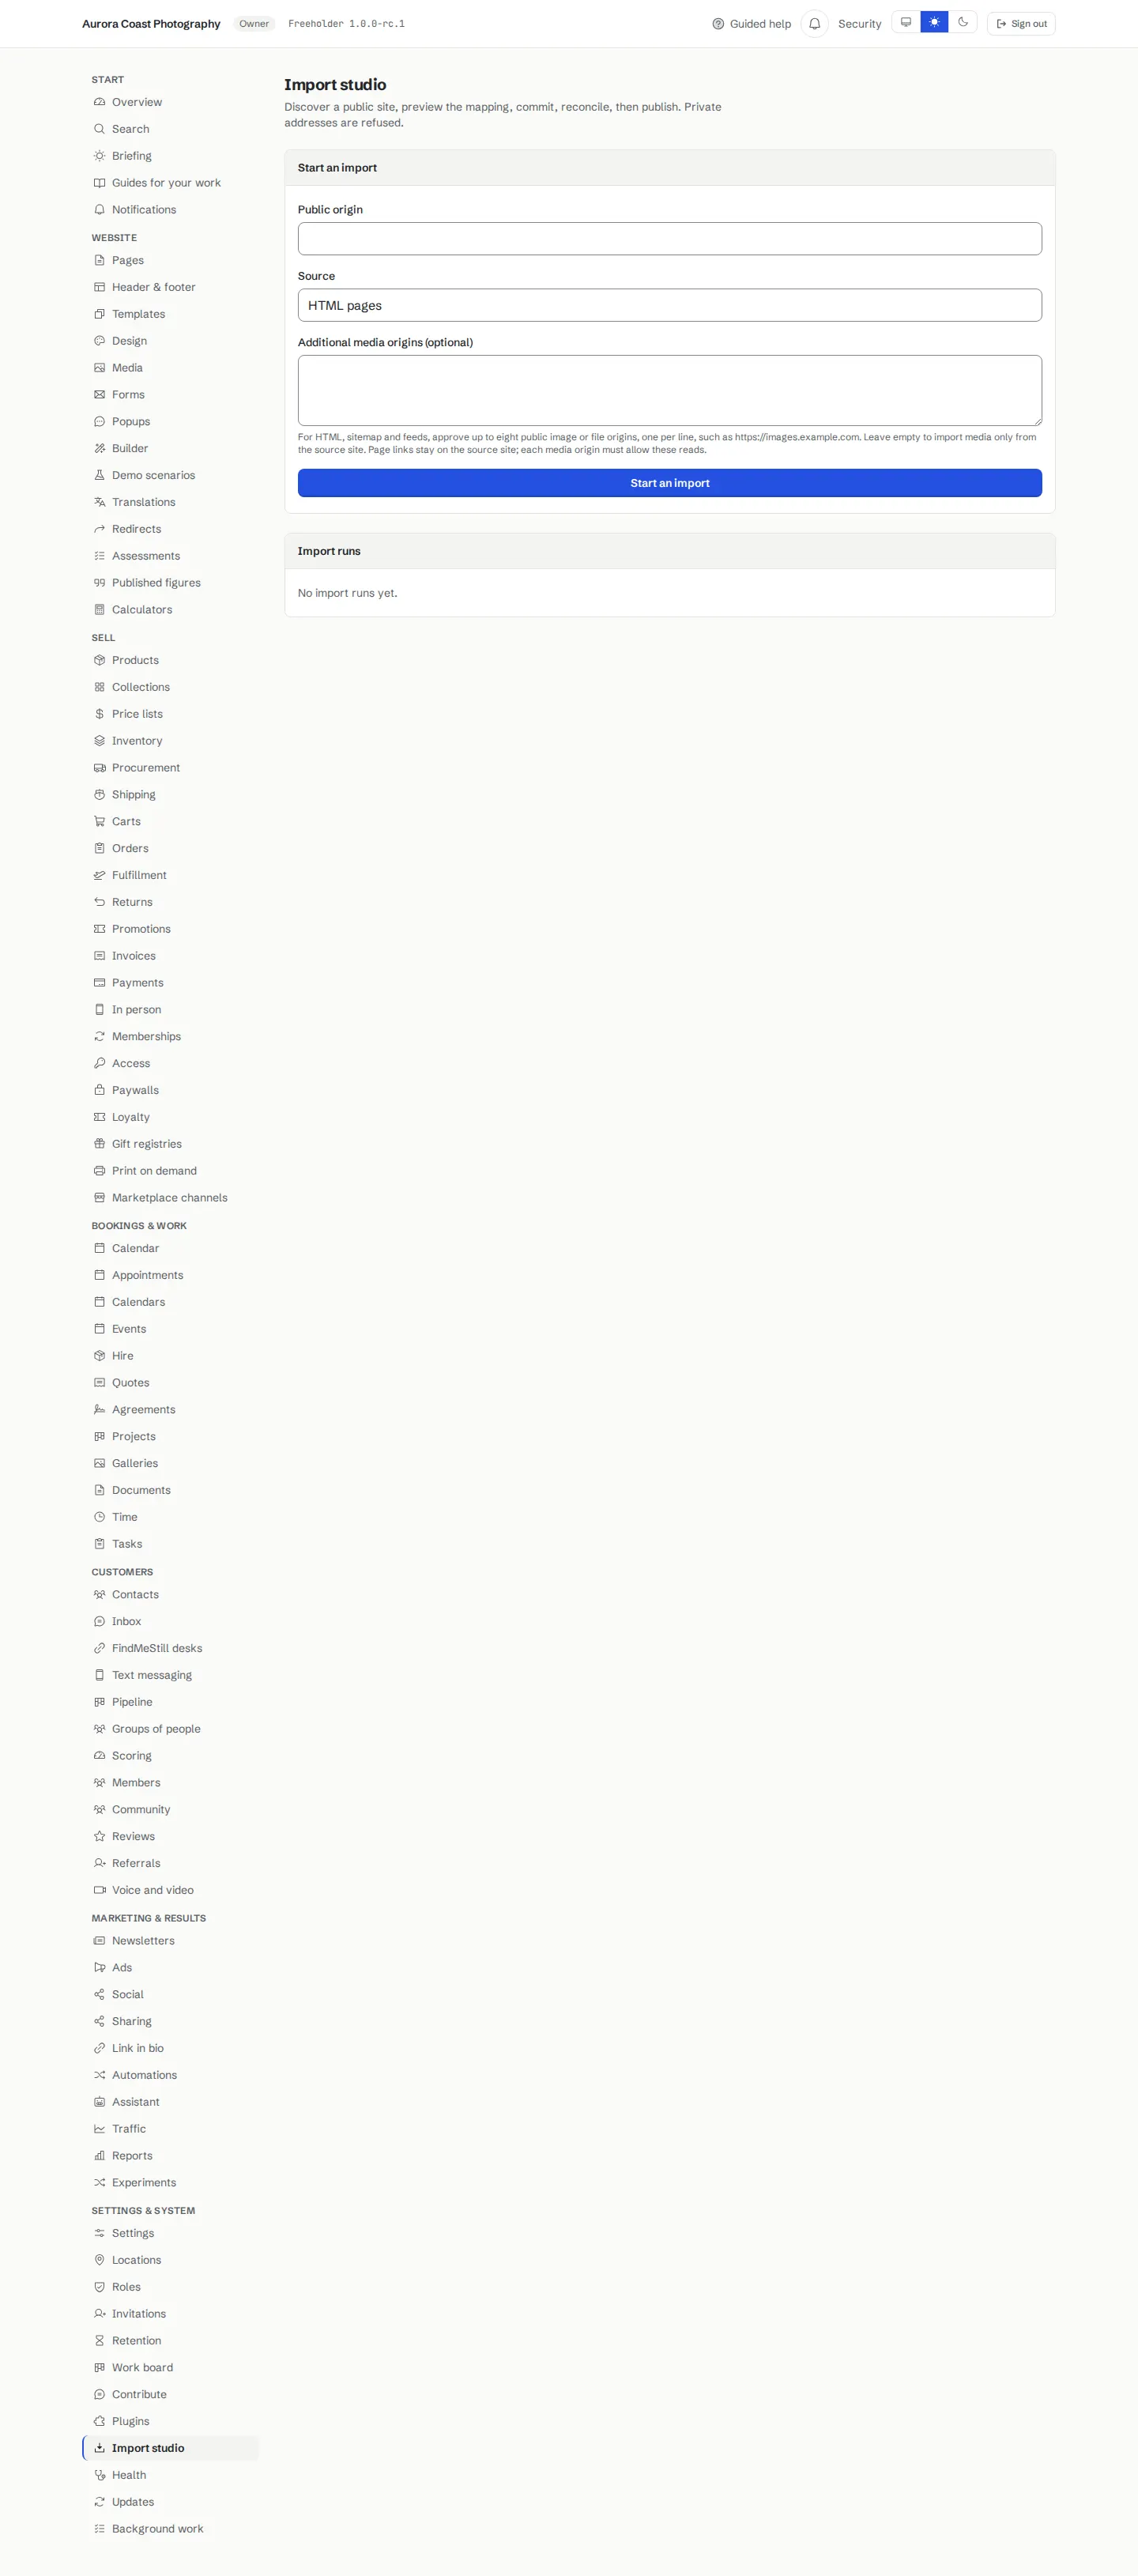 Aurora Coast Photography
Owner
Freeholder 1.0.0-rc.1
Guided help
Security
Sign out
START
Overview
Search
Briefing
Guides for your work
Notifications
WEBSITE
Pages
Header & footer
Templates
Design
Media
Forms
Popups
Builder
Demo scenarios
Translations
Redirects
Assessments
Published figures
Calculators
SELL
Products
Collections
Price lists
Inventory
Procurement
Shipping
Carts
Orders
Fulfillment
Returns
Promotions
Invoices
Payments
In person
Memberships
Access
Paywalls
Loyalty
Gift registries
Print on demand
Marketplace channels
BOOKINGS & WORK
Calendar
Appointments
Calendars
Events
Hire
Quotes
Agreements
Projects
Galleries
Documents
Time
Tasks
CUSTOMERS
Contacts
Inbox
FindMeStill desks
Text messaging
Pipeline
Groups of people
Scoring
Members
Community
Reviews
Referrals
Voice and video
MARKETING & RESULTS
Newsletters
Ads
Social
Sharing
Link in bio
Automations
Assistant
Traffic
Reports
Experiments
SETTINGS & SYSTEM
Settings
Locations
Roles
Invitations
Retention
Work board
Contribute
Plugins
Import studio
Health
Updates
Background work
Import studio
Discover a public site, preview the mapping, commit, reconcile, then publish. Private
addresses are refused.
Start an import
Public origin
Source
HTML pages
Additional media origins (optional)
For HTML, sitemap and feeds, approve up to eight public image or file origins, one per line, such as https://images.example.com. Leave empty to import media only from
the source site. Page links stay on the source site; each media origin must allow these reads.
Start an import
Import runs
No import runs yet.